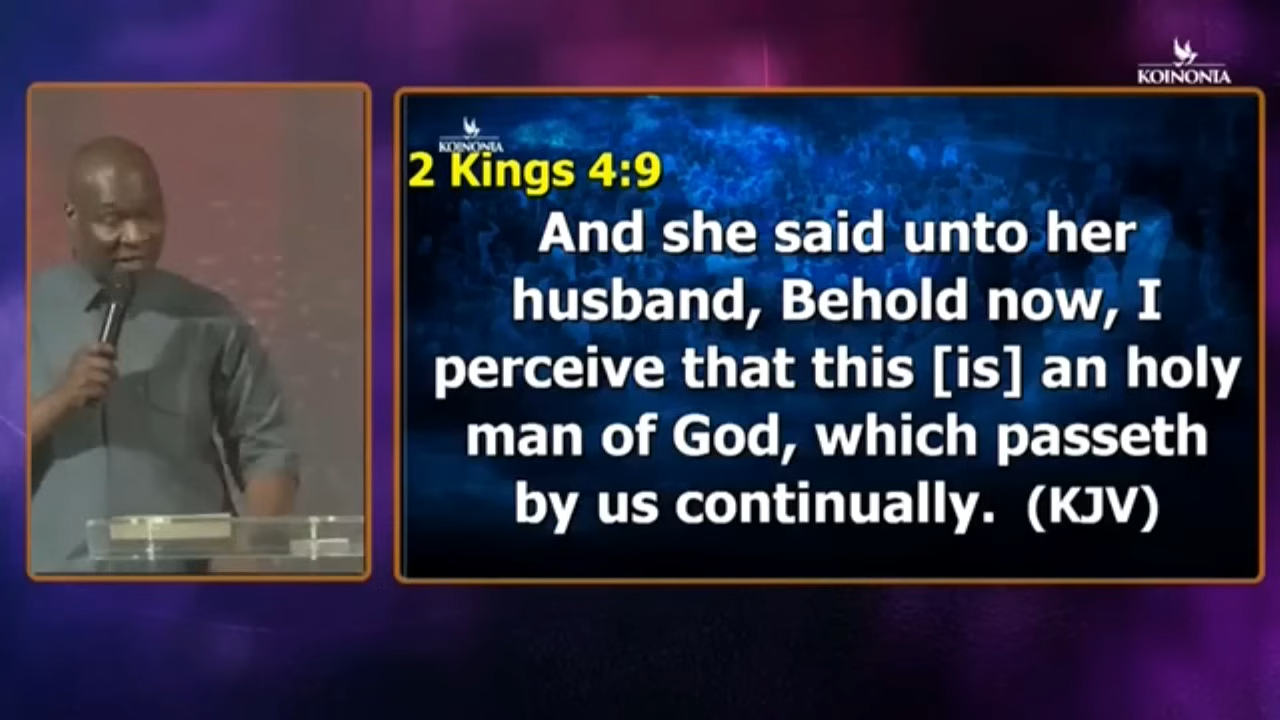 KOINONIA
KOINONIA
2 Kings 4:9
And she said unto her
husband, Behold now, I
perceive that this [is] an holy
man of God, which passeth
by us continually. (KJV)